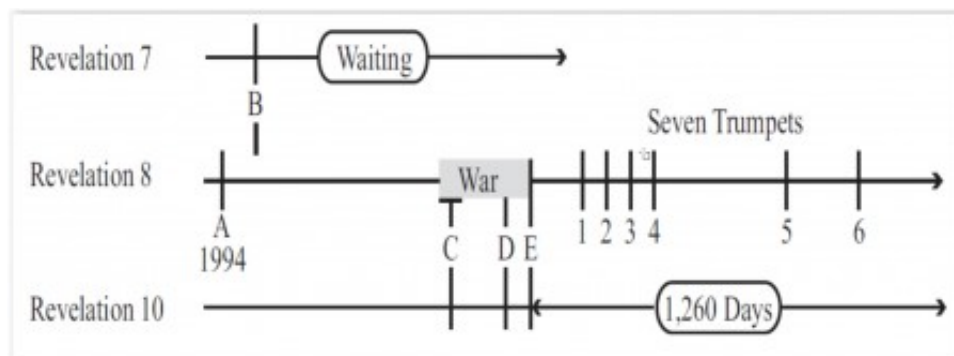 Revelation 7
Waiting
B
Seven Trumpets
Revelation 8
War
A
1994
C D E
1 2 3 4 5 6
Revelation 10
1,260 Days